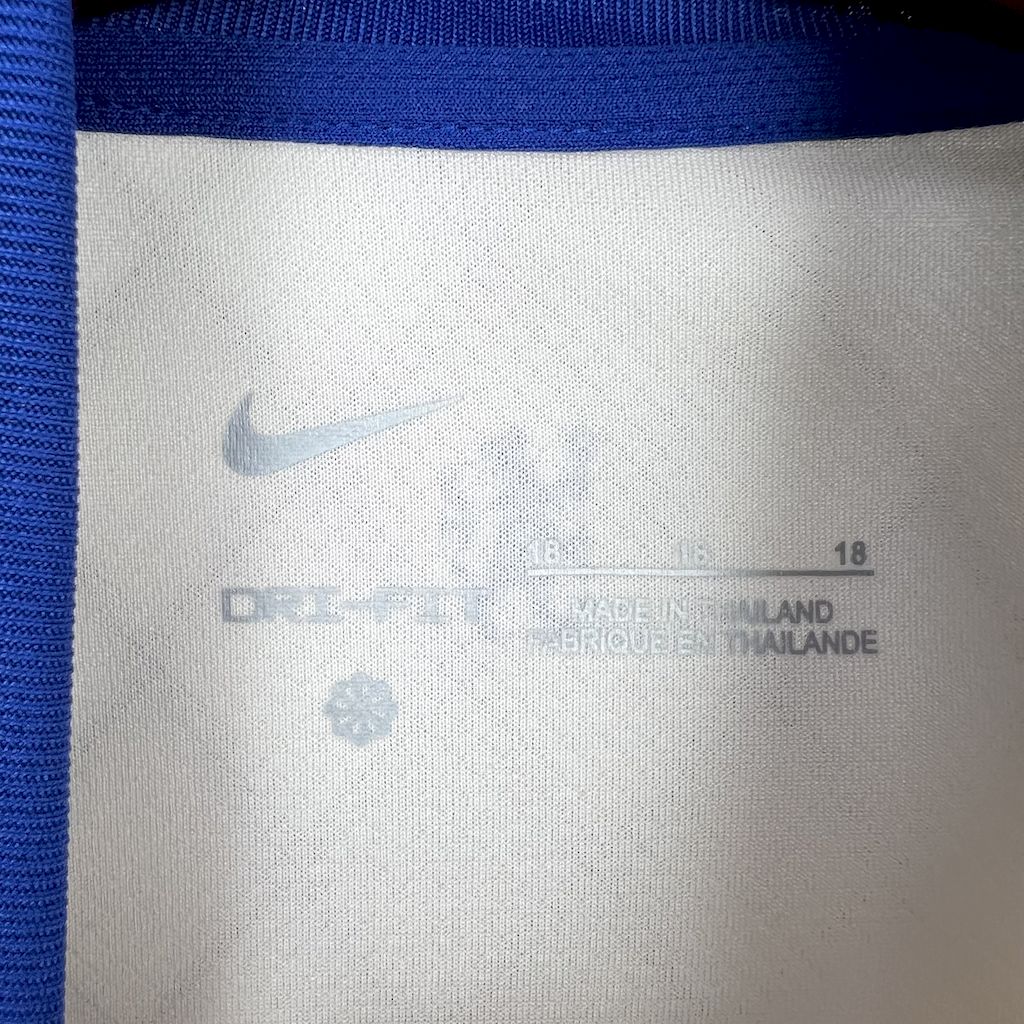 DRI-FIT
18 18 18
MADE IN THAILAND
FABRIQUE EN THAILANDE